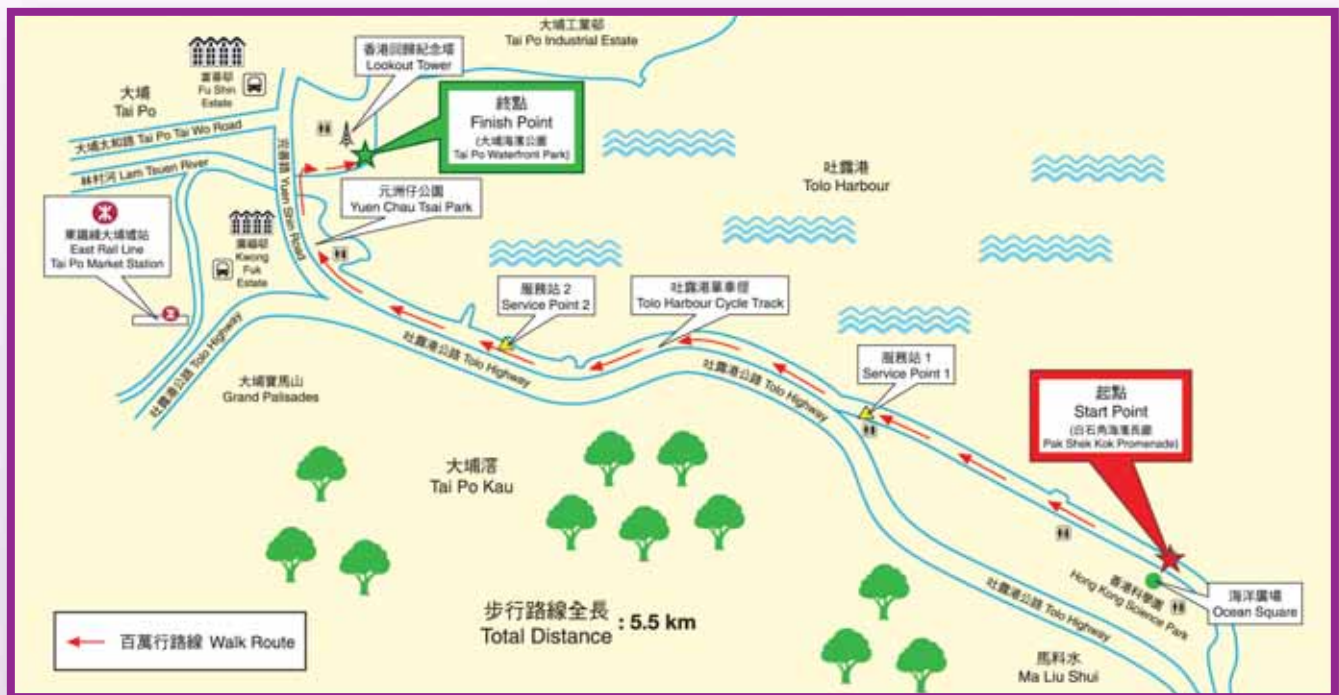 大埔工業邨
Tai Po Industrial Estate
香港回歸紀念塔
Lookout Tower
富善邨
Fu Shin
Estate
大埔
Tai Po
終點
Finish Point
(大埔海濱公園
Tai Po Waterfront Park)
大埔太和路 Tai Po Tai Wo Road
林村河 Lam Tsuen River
完善路 Yuen Shin Road
吐露港
Tolo Harbour
元洲仔公園
Yuen Chau Tsai Park
東鐵綫大埔墟站
East Rail Line
Tai Po Market Station
廣福邨
Kwong
Fuk
Estate
服務站 2
Service Point 2
吐露港單車徑
Tolo Harbour Cycle Track
服務站 1
Service Point 1
吐露港公路 Tolo Highway
吐露港公路 Tolo Highway
吐露港公路 Tolo Highway
大埔寶馬山
Grand Palisades
起點
Start Point
(白石角海濱長廊
Pak Shek Kok Promenade)
大埔滘
Tai Po Kau
香港科學園
Hong Kong Science Park
海洋廣場
Ocean Square
吐露港公路 Tolo Highway
步行路線全長
Total Distance : 5.5 km
百萬行路線 Walk Route
馬料水
Ma Liu Shui